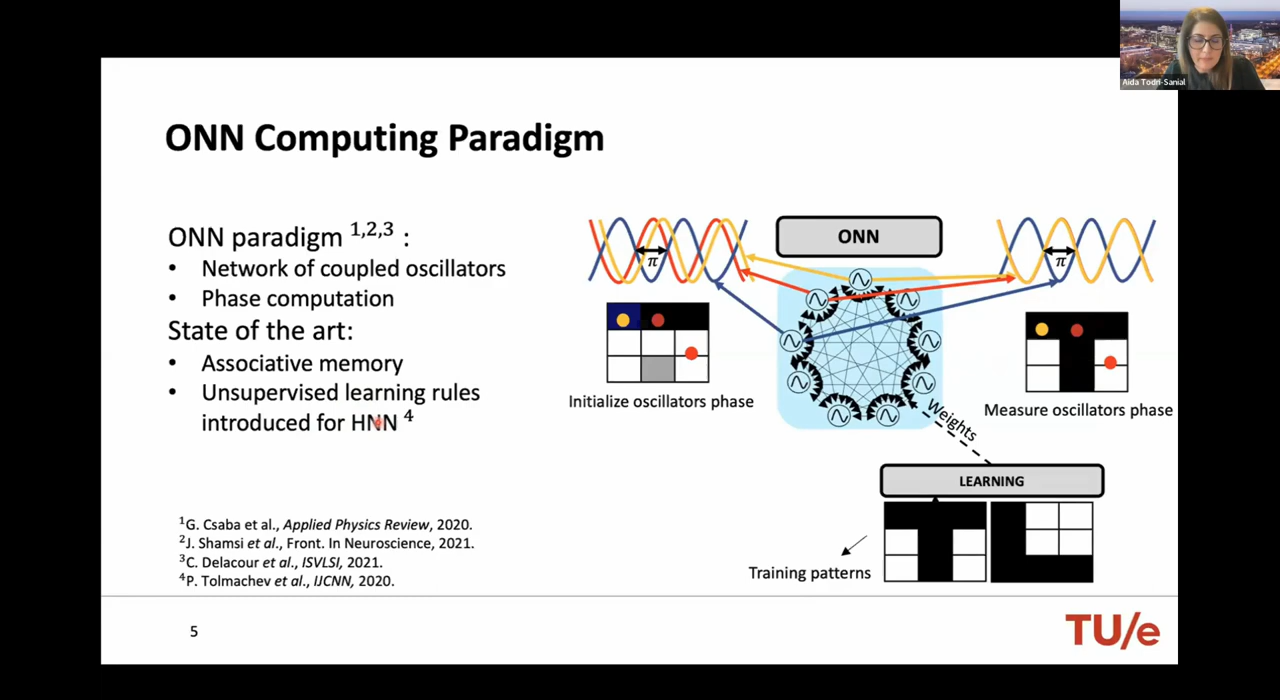 Aida Todri-Sanial
ONN Computing Paradigm
ONN paradigm 1,2,3 :
• Network of coupled oscillators
• Phase computation
State of the art:
• Associative memory
• Unsupervised learning rules
introduced for HNN 4
π
ONN
π
Initialize oscillators phase
Measure oscillators phase
Weights
LEARNING
Training patterns
1G. Csaba et al., Applied Physics Review, 2020.
2J. Shamsi et al., Front. In Neuroscience, 2021.
3C. Delacour et al., ISVLSI, 2021.
4P. Tolmachev et al., IJCNN, 2020.
5
TU/e